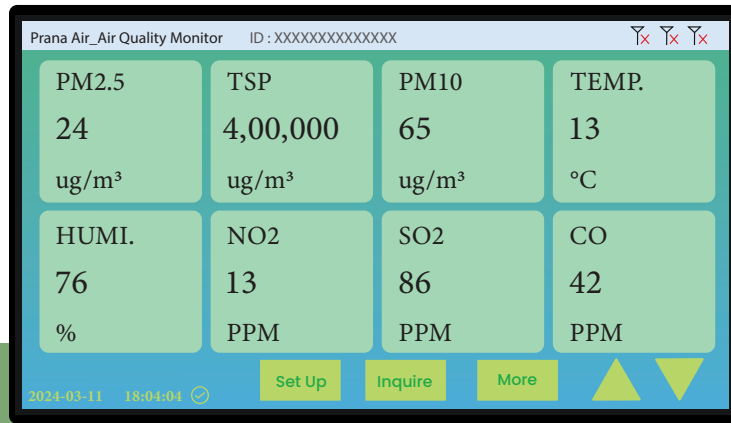 Prana Air_Air Quality Monitor ID : XXXXXXXXXXXXXX
PM2.5
24
ug/m³
TSP
4,00,000
ug/m³
PM10
65
ug/m³
TEMP.
13
°C
HUMI.
76
%
NO2
13
PPM
SO2
86
PPM
CO
42
PPM
2024-03-11 18:04:04
Set Up
Inquire
More